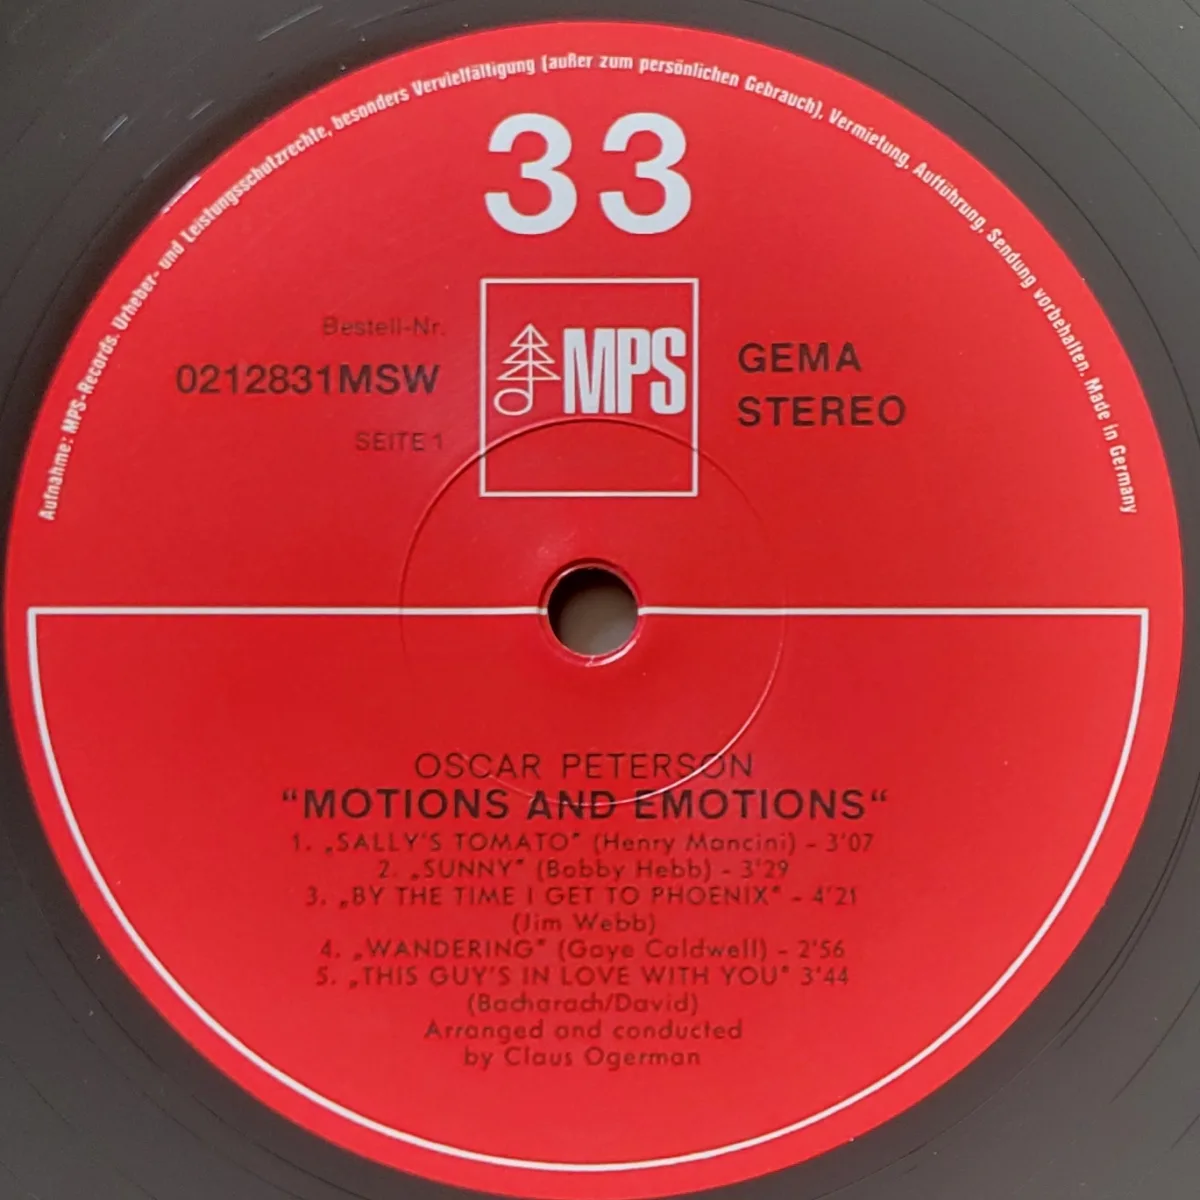 Aufnahme: MPS-Records. Urheber- und Leistungsschutzrechte, besonders Vervielfältigung (außer zum persönlichen Gebrauch), Vermietung, Aufführung, Sendung vorbehalten. Made in Germany
33
Bestell-Nr.
0212831MSW
SEITE 1
MPS
GEMA
STEREO
OSCAR PETERSON
“MOTIONS AND EMOTIONS“
1. „SALLY'S TOMATO" (Henry Mancini) - 3'07
2. „SUNNY" (Bobby Hebb) - 3'29
3. „BY THE TIME I GET TO PHOENIX" - 4'21
(Jim Webb)
4. „WANDERING" (Gaye Caldwell) - 2'56
5. „THIS GUY'S IN LOVE WITH YOU" 3'44
(Bacharach/David)
Arranged and conducted
by Claus Ogerman